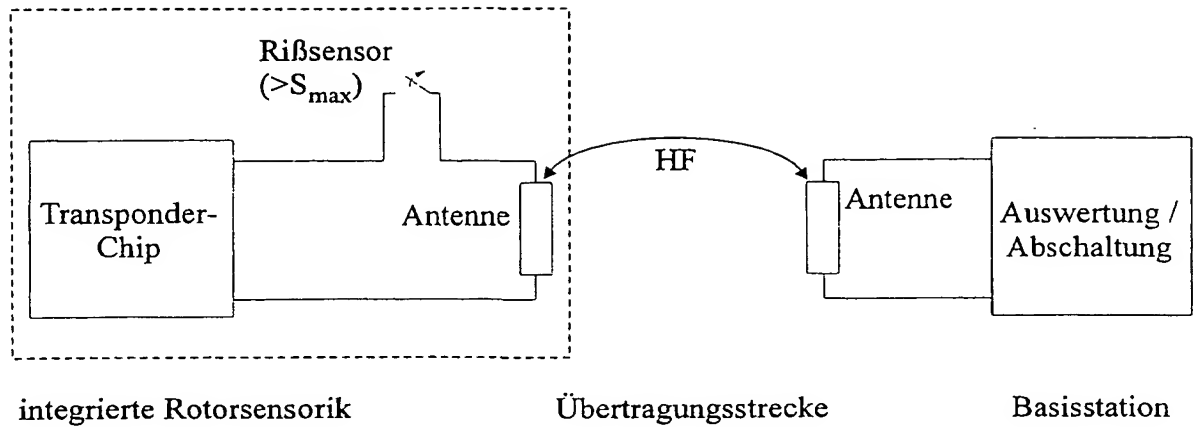 Rißsensor
(>Smax)
Transponder-
Chip
Antenne
HF
Antenne
Auswertung /
Abschaltung
integrierte Rotorsensorik
Übertragungsstrecke
Basisstation